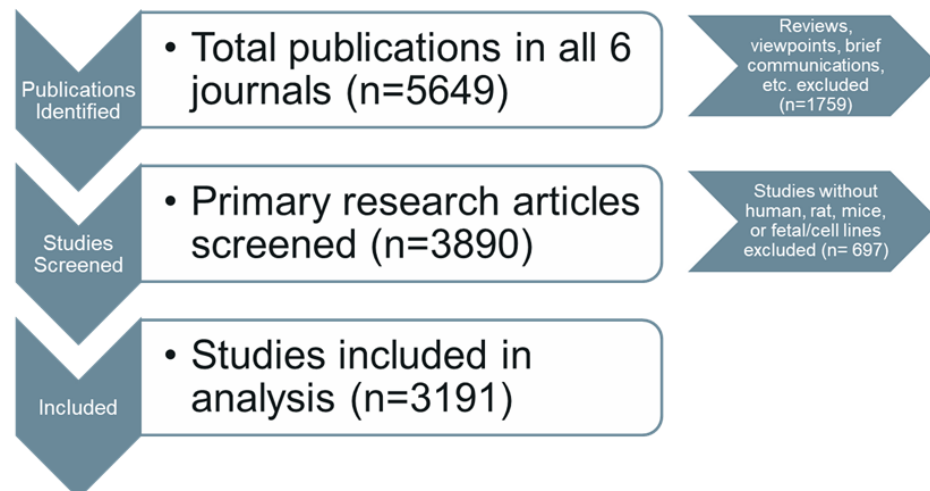 Publications
Identified
• Total publications in all 6
journals (n=5649)
Reviews,
viewpoints, brief
communications,
etc. excluded
(n=1759)
Studies
Screened
• Primary research articles
screened (n=3890)
Studies without
human, rat, mice,
or fetal/cell lines
excluded (n= 697)
Included
• Studies included in
analysis (n=3191)